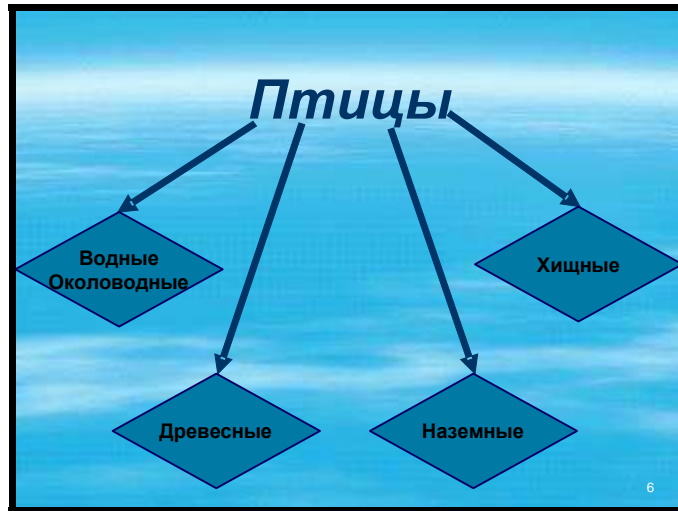 Птицы
Водные
Околоводные
Хищные
Древесные
Наземные
6